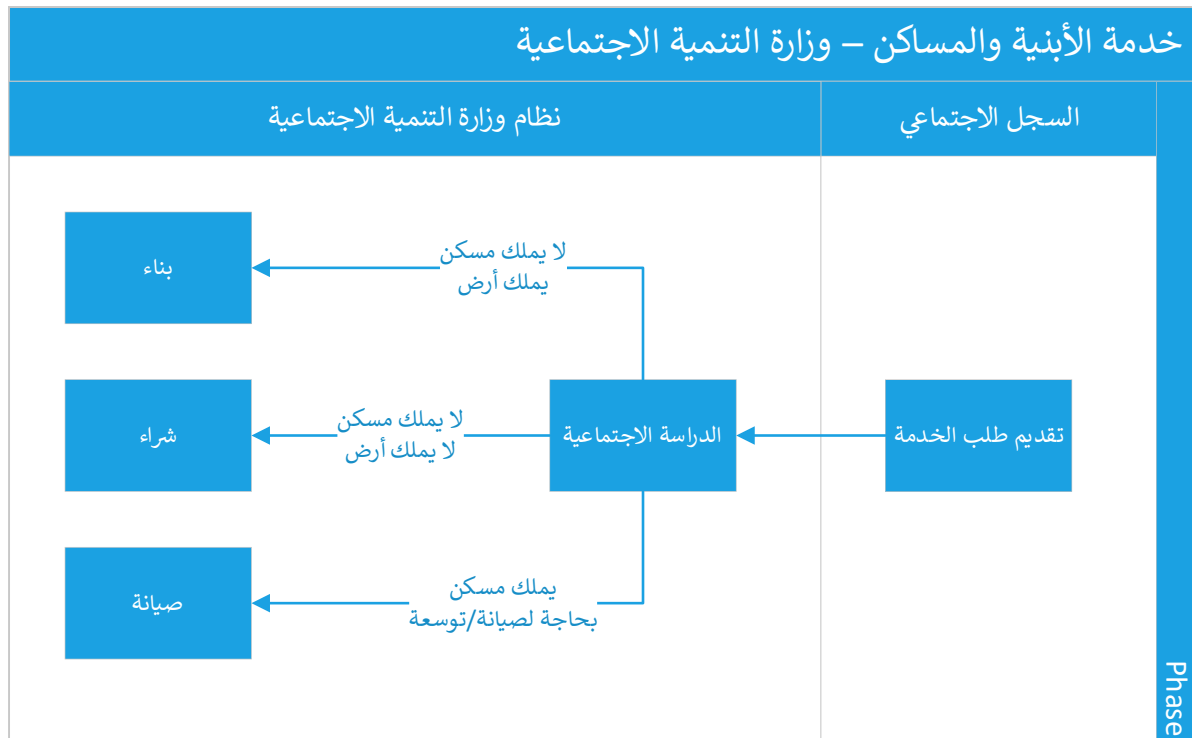 خدمة الأبنية والمساكن – وزارة التنمية الاجتماعية
السجل الاجتماعي
نظام وزارة التنمية الاجتماعية
تقديم طلب الخدمة
الدراسة الاجتماعية
لا يملك مسكن
يملك أرض
بناء
لا يملك مسكن
لا يملك أرض
شراء
يملك مسكن
بحاجة لصيانة/توسعة
صيانة
Phase